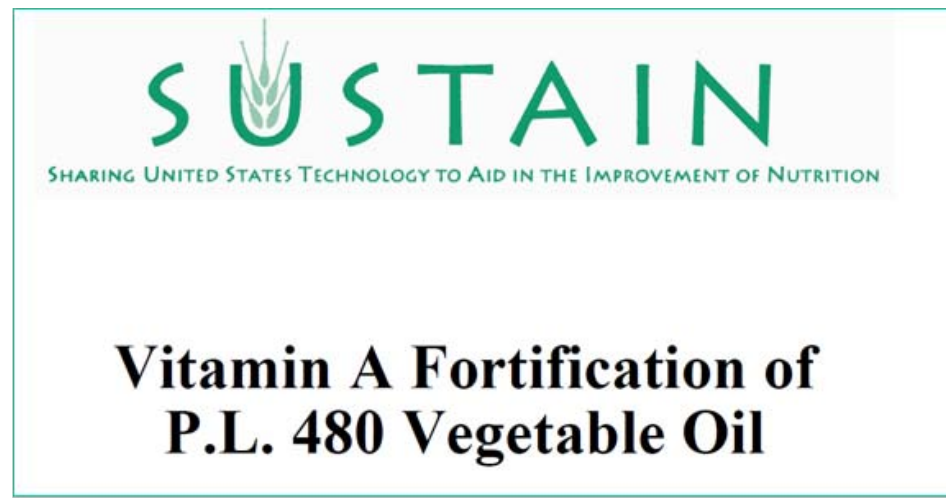 SUSTAIN
SHARING UNITED STATES TECHNOLOGY TO AID IN THE IMPROVEMENT OF NUTRITION
Vitamin A Fortification of
P.L. 480 Vegetable Oil